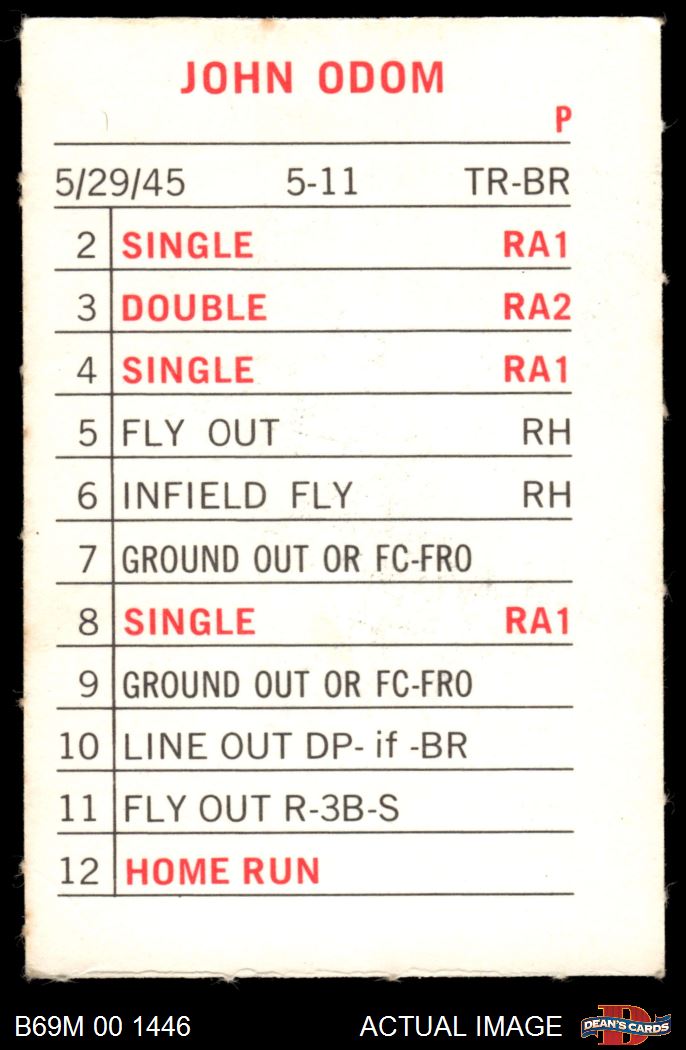 JOHN ODOM
P
5/29/45 5-11 TR-BR
2 SINGLE RA1
3 DOUBLE RA2
4 SINGLE RA1
5 FLY OUT RH
6 INFIELD FLY RH
7 GROUND OUT OR FC-FRO
8 SINGLE RA1
9 GROUND OUT OR FC-FRO
10 LINE OUT DP- if -BR
11 FLY OUT R-3B-S
12 HOME RUN
B69M 00 1446 ACTUAL IMAGE DEAN'S CARDS